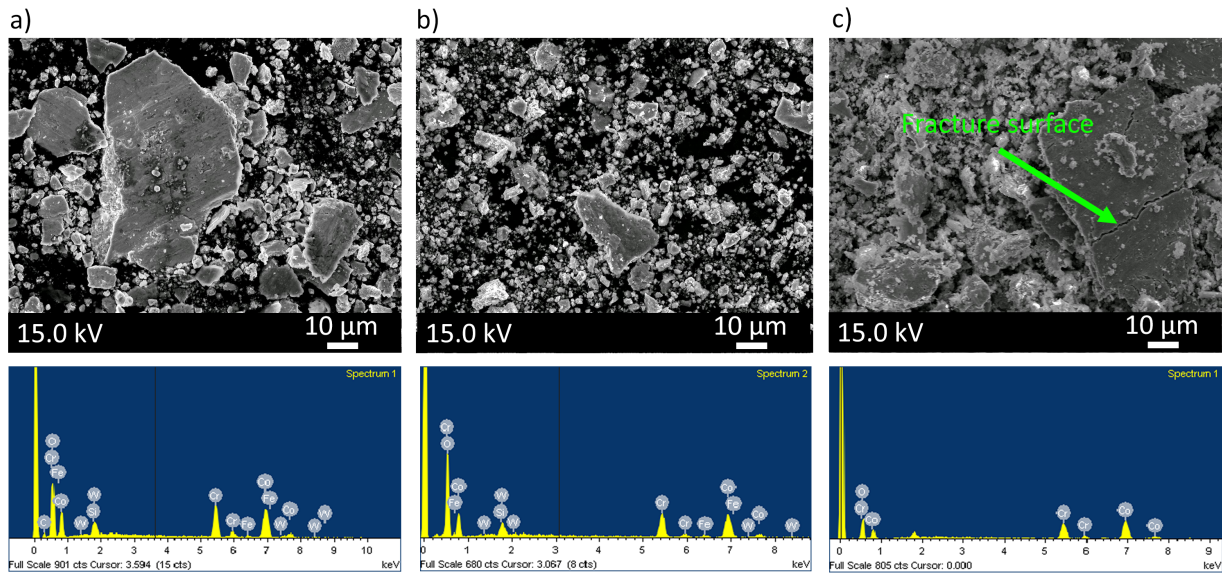 a)
b)
c)
Fracture surface
15.0 kV
10 µm
15.0 kV
10 µm
15.0 kV
10 µm
Spectrum 1
O
Cr
Fe
Co
C
W
W
Si
Cr
Cr
Fe
Co
Fe
W
Co
W
W
0 1 2 3 4 5 6 7 8 9 10
Full Scale 901 cts Cursor: 3.594 (15 cts)
keV
Spectrum 2
Cr
O
Co
Fe
W
W
Si
W
Cr
Cr
Fe
Co
Fe
W
Co
W
0 1 2 3 4 5 6 7 8
Full Scale 680 cts Cursor: 3.067 (8 cts)
keV
Spectrum 1
O
Cr
Co
Cr
Cr
Co
Co
0 1 2 3 4 5 6 7 8 9
Full Scale 805 cts Cursor: 0.000
keV